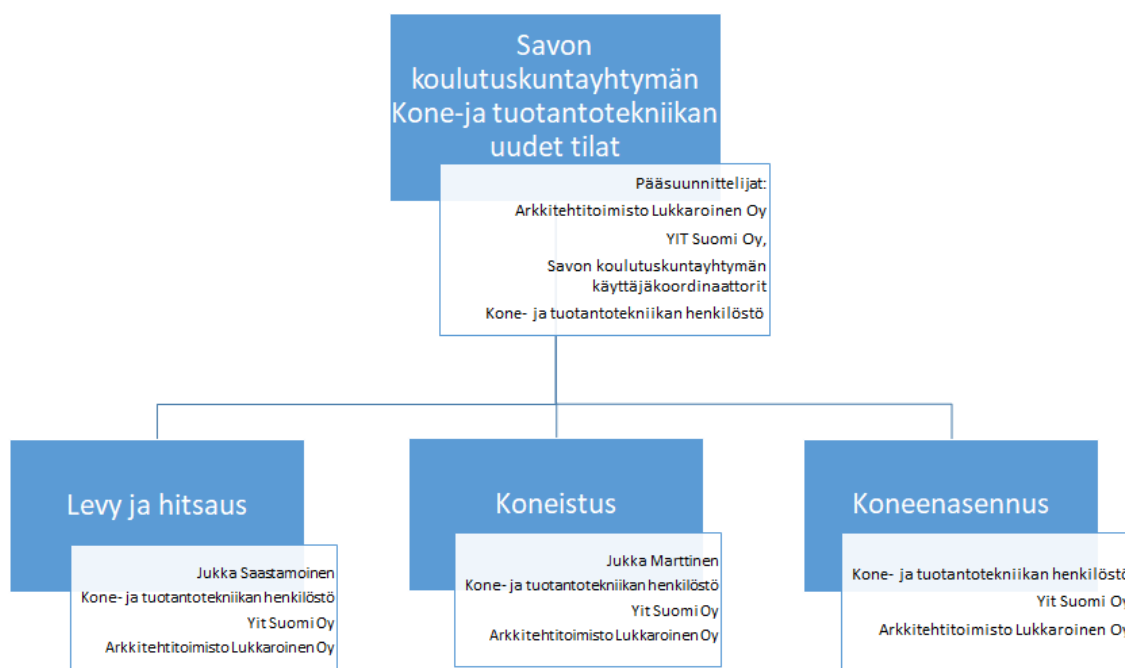 Savon
koulutuskuntayhtymän
Kone-ja tuotantotekniikan
uudet tilat
Pääsuunnittelijat:
Arkkitehtitoimisto Lukkaroinen Oy
YIT Suomi Oy,
Savon koulutuskuntayhtymän
käyttäjäkoordinaattorit
Kone- ja tuotantotekniikan henkilöstö
Levy ja hitsaus
Jukka Saastamoinen
Kone- ja tuotantotekniikan henkilöstö
Yit Suomi Oy
Arkkitehtitoimisto Lukkaroinen Oy
Koneistus
Jukka Marttinen
Kone- ja tuotantotekniikan henkilöstö
Yit Suomi Oy
Arkkitehtitoimisto Lukkaroinen Oy
Koneenasennus
Kone- ja tuotantotekniikan henkilöstö
Yit Suomi Oy
Arkkitehtitoimisto Lukkaroinen Oy